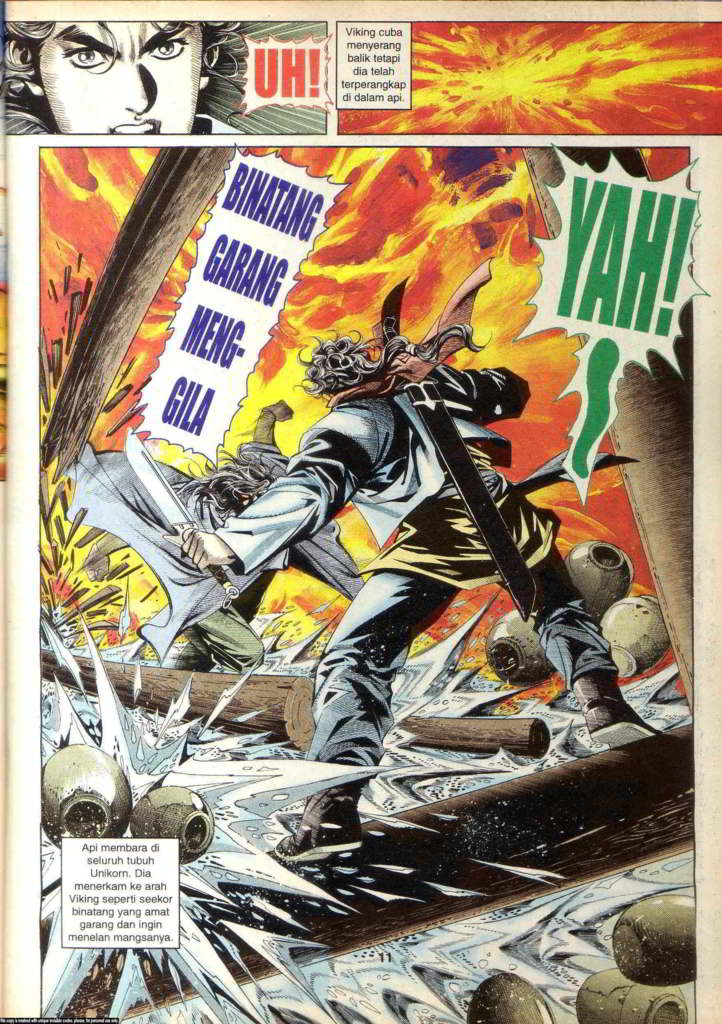 UH!
Viking cuba
menyerang
balik tetapi
dia telah
terperangkap
di dalam api.
BINATANG
GARANG
MENG-
GILA
YAH!
Api membara di
seluruh tubuh
Unikorn. Dia
menerkam ke arah
Viking seperti seekor
binatang yang amat
garang dan ingin
menelan mangsanya.
11